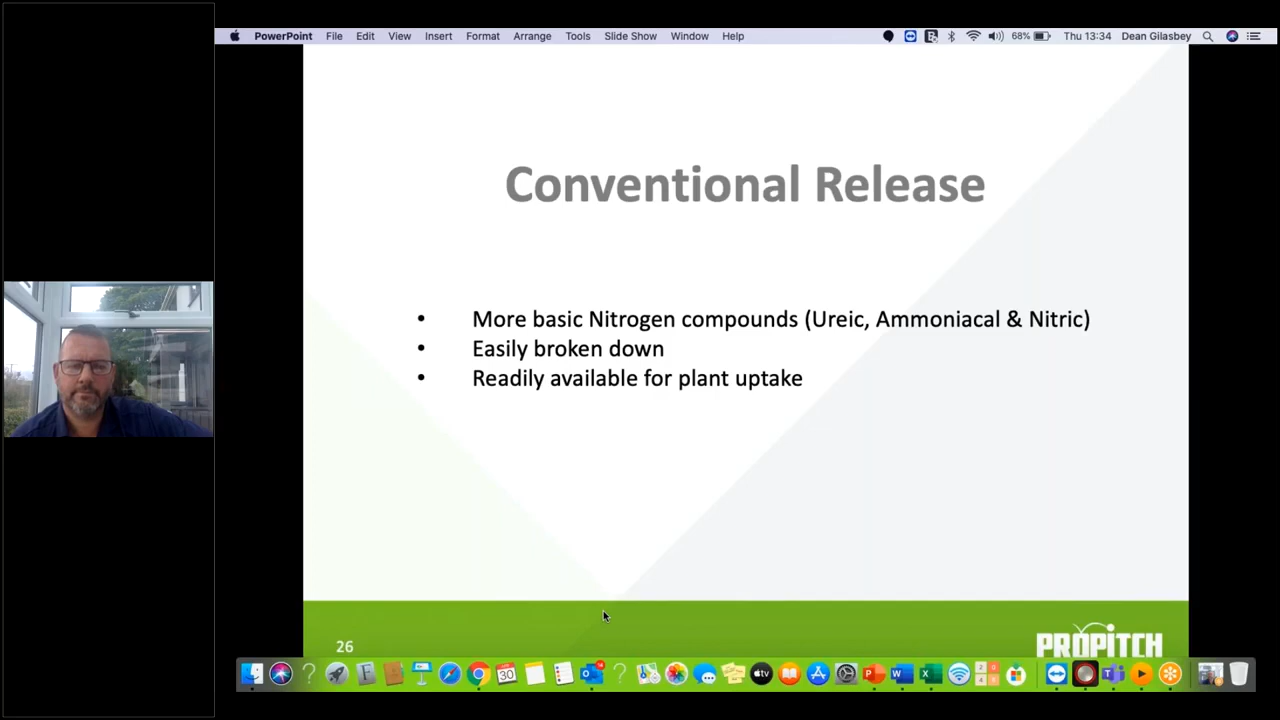 PowerPoint File Edit View Insert Format Arrange Tools Slide Show Window Help 68% Thu 13:34 Dean Gilasbey
Conventional Release
• More basic Nitrogen compounds (Ureic, Ammoniacal & Nitric)
• Easily broken down
• Readily available for plant uptake
26
PROPITCH
30